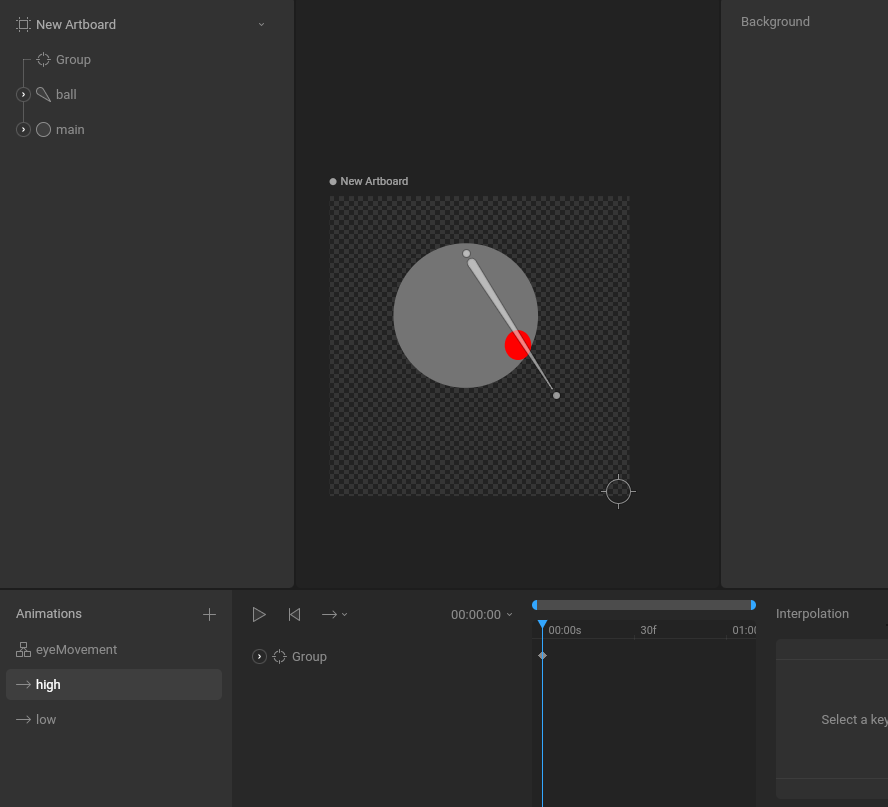 New Artboard
Background
Group
ball
main
New Artboard
Animations
00:00:00
00:00s
30f
01:00
Interpolation
eyeMovement
Group
high
low
Select a key